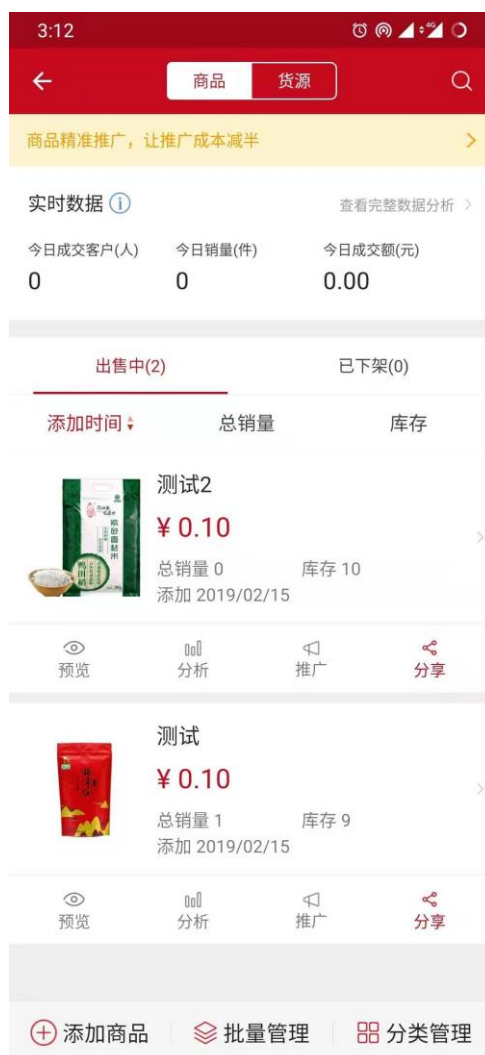 3:12
4G
商品 货源
商品精准推广，让推广成本减半
实时数据 查看完整数据分析
今日成交客户(人) 今日销量(件) 今日成交额(元)
0 0 0.00
出售中(2) 已下架(0)
添加时间 总销量 库存
测试2
¥ 0.10
总销量 0 库存 10
添加 2019/02/15
预览 分析 推广 分享
测试
¥ 0.10
总销量 1 库存 9
添加 2019/02/15
预览 分析 推广 分享
添加商品 批量管理 分类管理